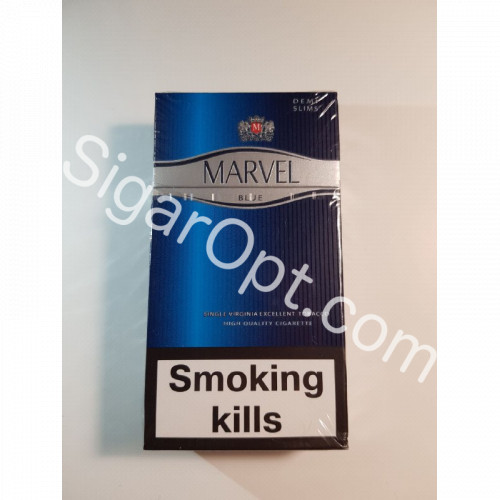 DEMI
SLIMS
M
MARVEL
BLUE
SigarOpt.com
SINGLE VIRGINIA EXCELLENT TOBACCO
HIGH QUALITY CIGARETTE
Smoking
kills